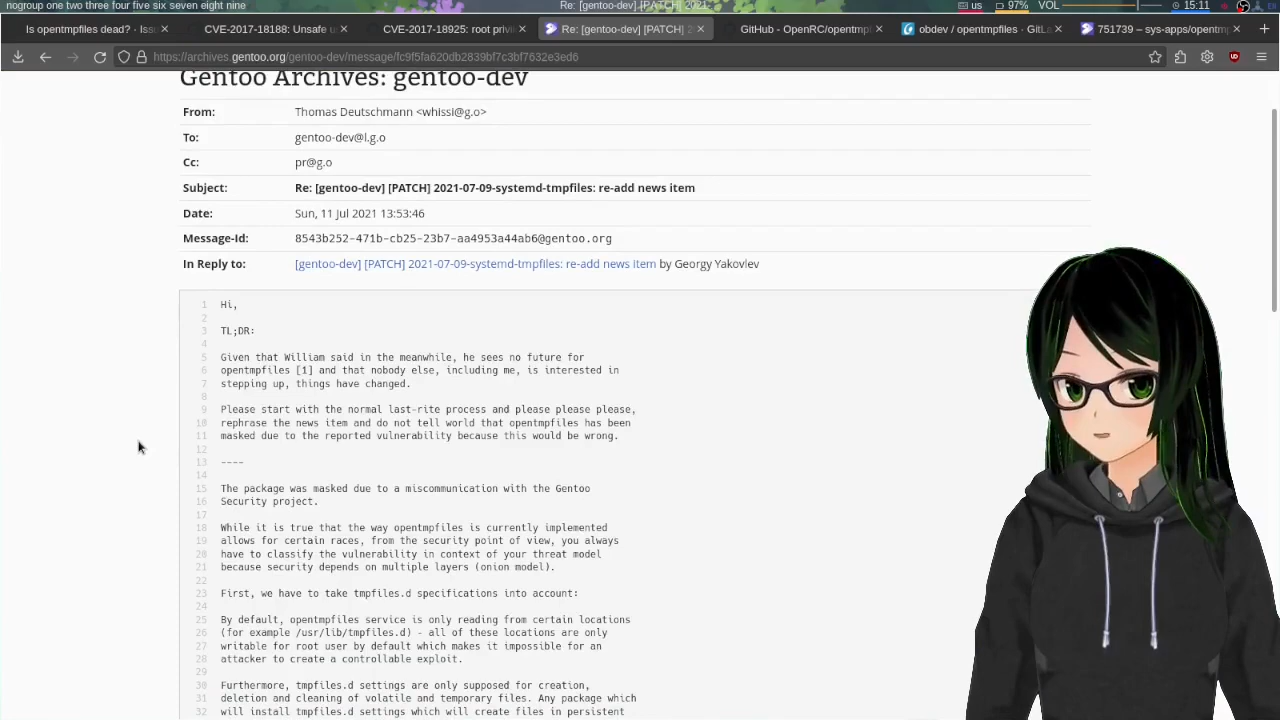 nogroup one two three four five six seven eight nine
Re: [gentoo-dev] [PATCH] 2021
us
97%
VOL
15:11
Is opentmpfiles dead? · Iss
CVE-2017-18188: Unsafe
CVE-2017-18925: root privi
Re: [gentoo-dev] [PATCH] 2
GitHub - OpenRC/opentmp
obdev / opentmpfiles · GitLa
751739 – sys-apps/opentm
https://archives.gentoo.org/gentoo-dev/message/fc9f5fa620db2839bf7c3bf7632e3ed6
Gentoo Archives: gentoo-dev
From: Thomas Deutschmann <whissi@g.o>
To: gentoo-dev@l.g.o
Cc: pr@g.o
Subject: Re: [gentoo-dev] [PATCH] 2021-07-09-systemd-tmpfiles: re-add news item
Date: Sun, 11 Jul 2021 13:53:46
Message-Id: 8543b252-471b-cb25-23b7-aa4953a44ab6@gentoo.org
In Reply to: [gentoo-dev] [PATCH] 2021-07-09-systemd-tmpfiles: re-add news item by Georgy Yakovlev
1 Hi,
2
3 TL;DR:
4
5 Given that William said in the meanwhile, he sees no future for
6 opentmpfiles [1] and that nobody else, including me, is interested in
7 stepping up, things have changed.
8
9 Please start with the normal last-rite process and please please please,
10 rephrase the news item and do not tell world that opentmpfiles has been
11 masked due to the reported vulnerability because this would be wrong.
12
13 ----
14
15 The package was masked due to a miscommunication with the Gentoo
16 Security project.
17
18 While it is true that the way opentmpfiles is currently implemented
19 allows for certain races, from the security point of view, you always
20 have to classify the vulnerability in context of your threat model
21 because security depends on multiple layers (onion model).
22
23 First, we have to take tmpfiles.d specifications into account:
24
25 By default, opentmpfiles service is only reading from certain locations
26 (for example /usr/lib/tmpfiles.d) - all of these locations are only
27 writable for root user by default which makes it impossible for an
28 attacker to create a controllable exploit.
29
30 Furthermore, tmpfiles.d settings are only supposed for creation,
31 deletion and cleaning of volatile and temporary files. Any package which
32 will install tmpfiles.d settings which will create files in persistent